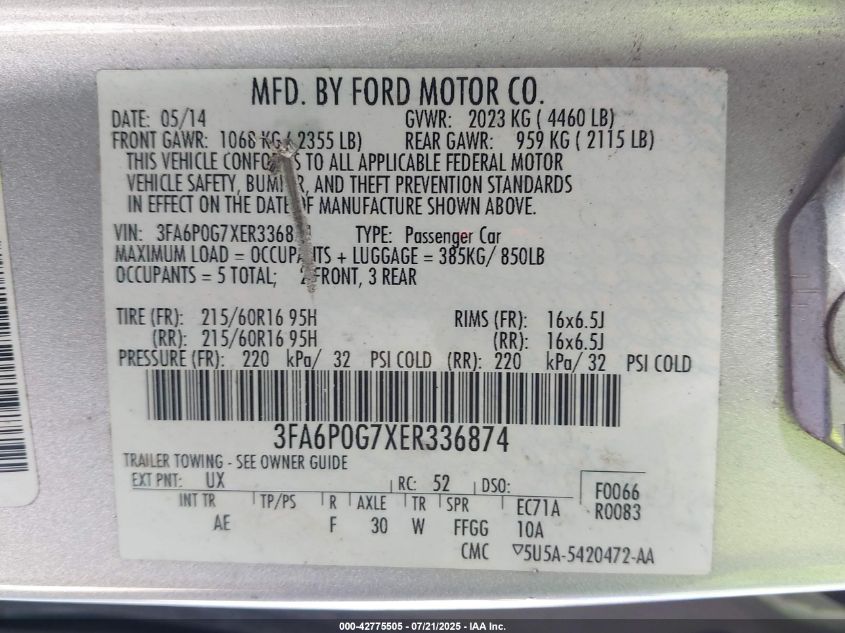 MFD. BY FORD MOTOR CO.
DATE: 05/14 GVWR: 2023 KG ( 4460 LB)
FRONT GAWR: 1068 KG ( 2355 LB) REAR GAWR: 959 KG ( 2115 LB)
THIS VEHICLE CONFORMS TO ALL APPLICABLE FEDERAL MOTOR
VEHICLE SAFETY, BUMPER, AND THEFT PREVENTION STANDARDS
IN EFFECT ON THE DATE OF MANUFACTURE SHOWN ABOVE.
VIN: 3FA6P0G7XER336874 TYPE: Passenger Car
MAXIMUM LOAD = OCCUPANTS + LUGGAGE = 385KG/ 850LB
OCCUPANTS = 5 TOTAL; 2 FRONT, 3 REAR
TIRE (FR): 215/60R16 95H RIMS (FR): 16x6.5J
(RR): 215/60R16 95H (RR): 16x6.5J
PRESSURE (FR): 220 kPa/ 32 PSI COLD (RR): 220 kPa/ 32 PSI COLD
3FA6P0G7XER336874
TRAILER TOWING - SEE OWNER GUIDE
EXT PNT: UX RC: 52 DSO: F0066
INT TR TP/PS R AXLE TR SPR EC71A R0083
AE F 30 W FFGG 10A
CMC ▽5U5A-5420472-AA
000-42775505 - 07/21/2025 - IAA Inc.